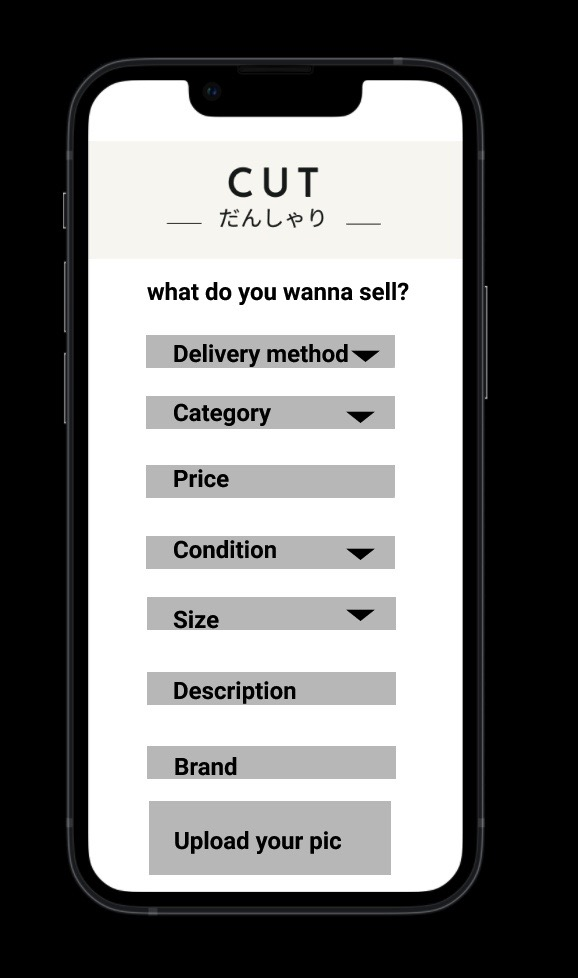 CUT
だんしゃり
what do you wanna sell?
Delivery method
Category
Price
Condition
Size
Description
Brand
Upload your pic